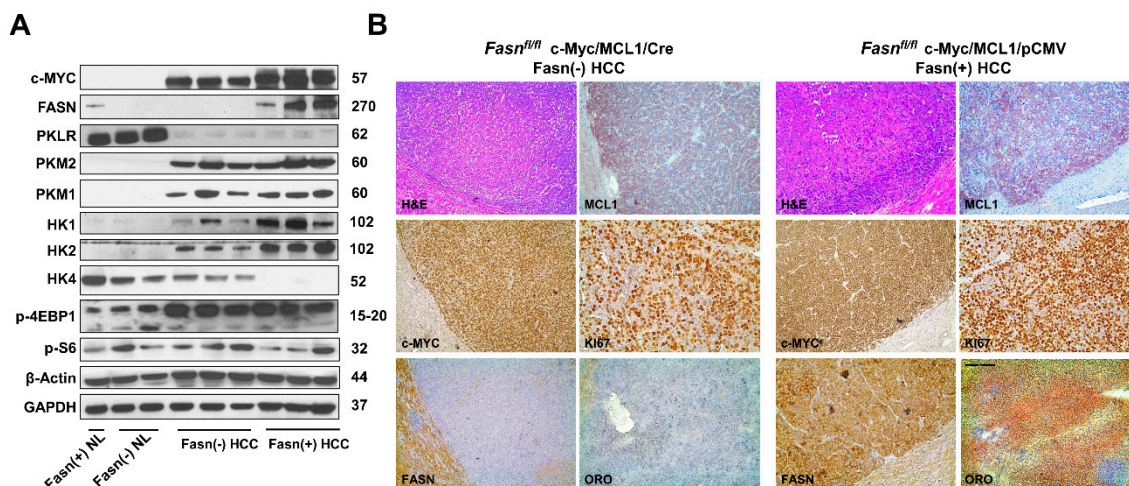 A
c-MYC 57
FASN 270
PKLR 62
PKM2 60
PKM1 60
HK1 102
HK2 102
HK4 52
p-4EBP1 15-20
p-S6 32
β-Actin 44
GAPDH 37
Fasn(+) NL
Fasn(-) NL
Fasn(-) HCC
Fasn(+) HCC
B
Fasnfl/fl c-Myc/MCL1/Cre
Fasn(-) HCC
Fasnfl/fl c-Myc/MCL1/pCMV
Fasn(+) HCC
H&E MCL1 H&E MCL1
c-MYC KI67 c-MYC KI67
FASN ORO FASN ORO